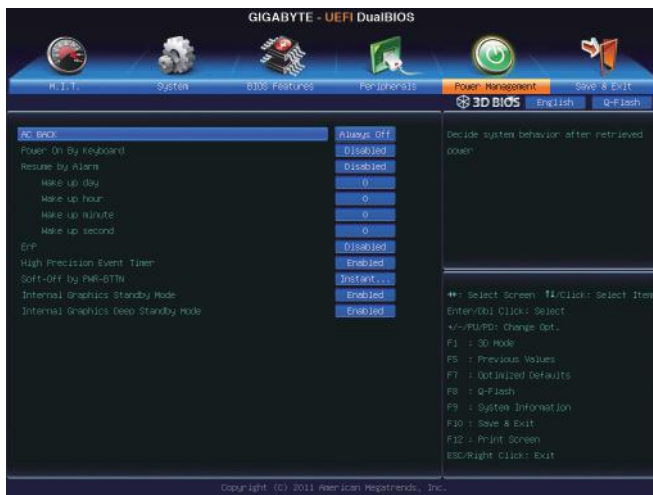 GIGABYTE - UEFI DualBIOS
M.I.T.
System
BIOS Features
Peripherals
Power Management
Save & Exit
3D BIOS
English
Q-Flash
AC BACK Always Off
Power On By Keyboard Disabled
Resume by Alarm Disabled
Wake up day 0
Wake up hour 0
Wake up minute 0
Wake up second 0
ErP Disabled
High Precision Event Timer Enabled
Soft-Off by PWR-BTTN Instant...
Internal Graphics Standby Mode Enabled
Internal Graphics Deep Standby Mode Enabled
Decide system behavior after retrieved
power
↔: Select Screen ↑↓/Click: Select Item
Enter/Dbl Click: Select
+/-/PU/PD: Change Opt.
F1 : 3D Mode
F5 : Previous Values
F7 : Optimized Defaults
F8 : Q-Flash
F9 : System Information
F10 : Save & Exit
F12 : Print Screen
ESC/Right Click: Exit
Copyright (C) 2011 American Megatrends, Inc.